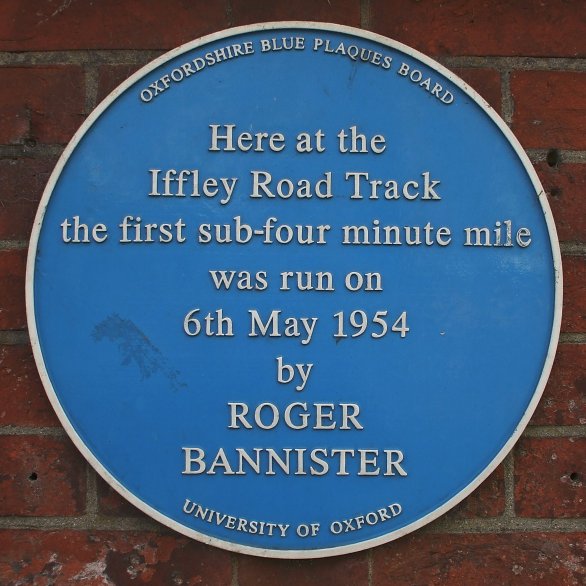 OXFORDSHIRE BLUE PLAQUES BOARD
Here at the
Iffley Road Track
the first sub-four minute mile
was run on
6th May 1954
by
ROGER
BANNISTER
UNIVERSITY OF OXFORD